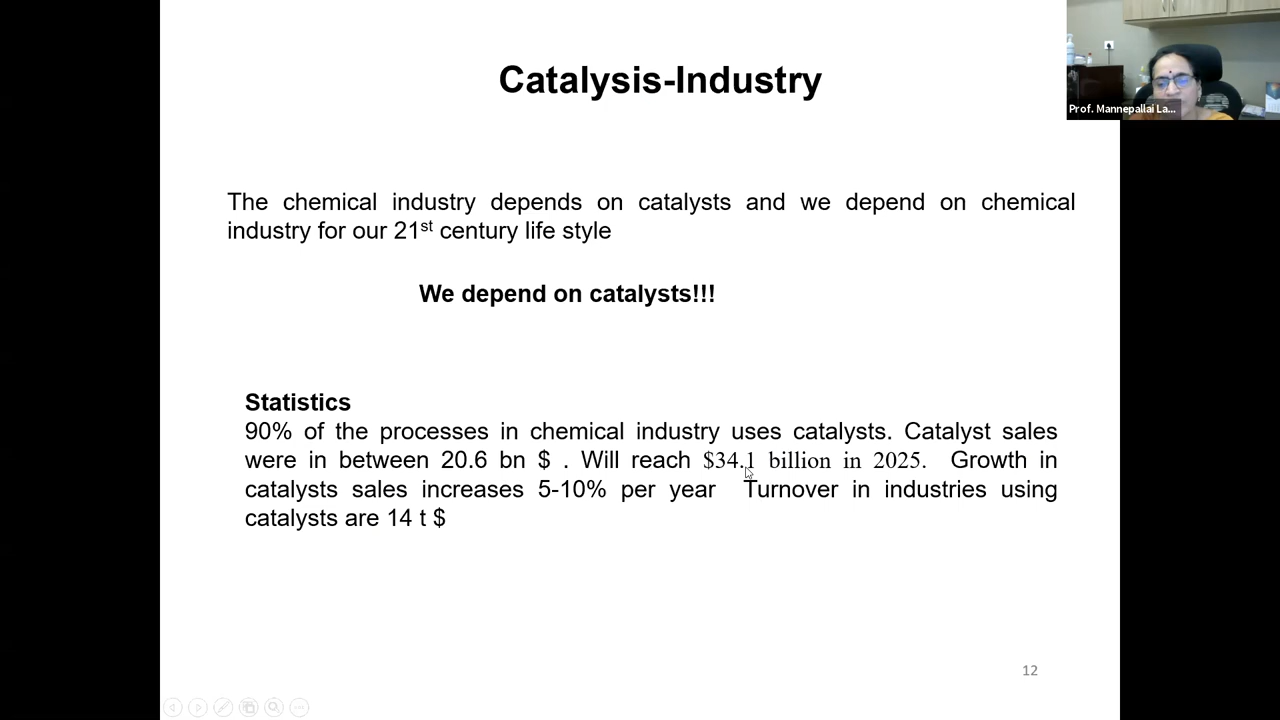 Catalysis-Industry
Prof. Mannepallai La...
The chemical industry depends on catalysts and we depend on chemical
industry for our 21st century life style
We depend on catalysts!!!
Statistics
90% of the processes in chemical industry uses catalysts. Catalyst sales
were in between 20.6 bn $ . Will reach $34.1 billion in 2025. Growth in
catalysts sales increases 5-10% per year Turnover in industries using
catalysts are 14 t $
12